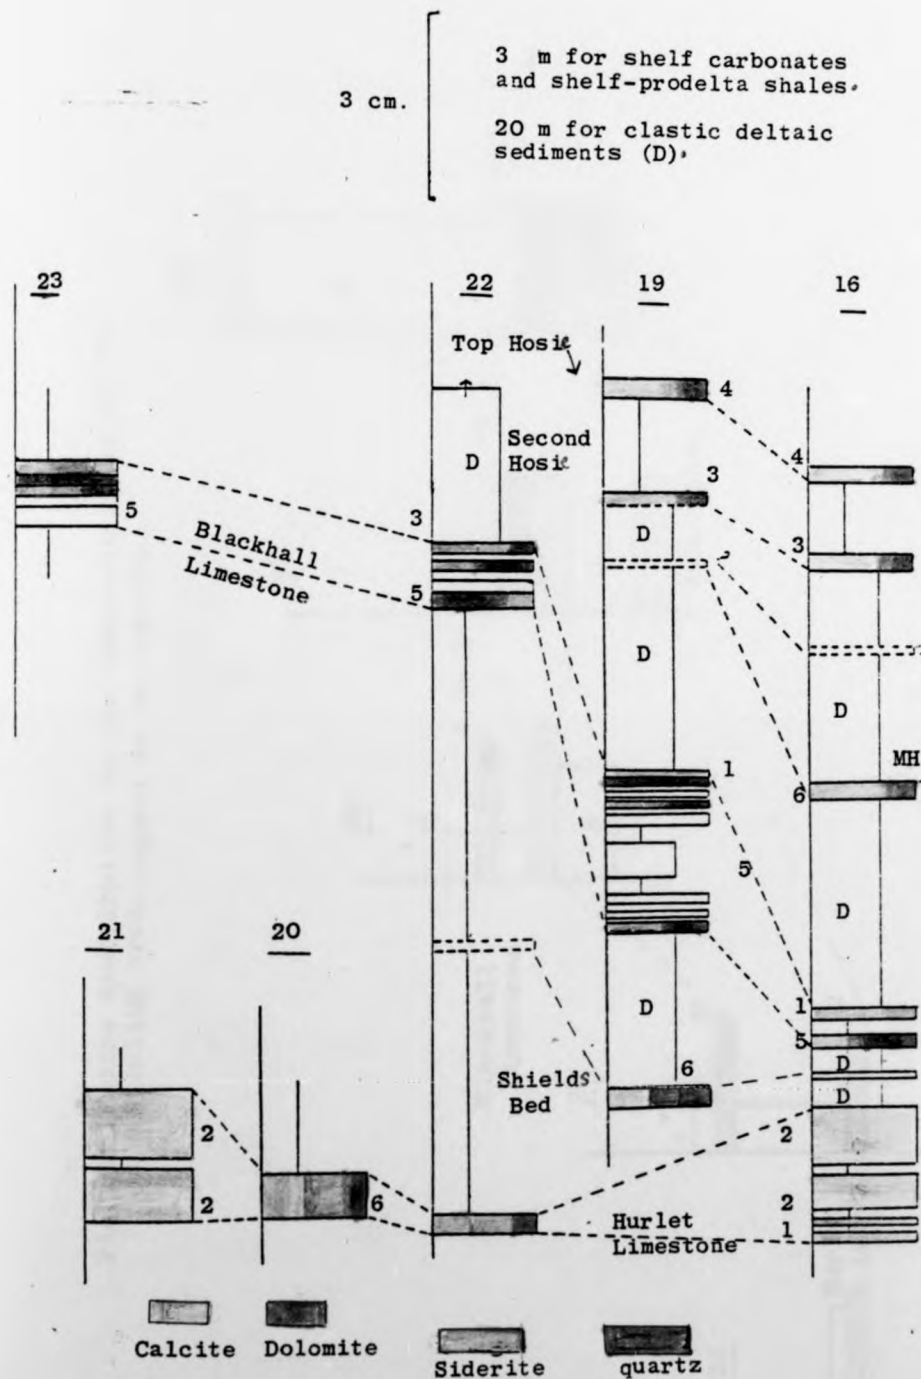 3 cm.
3 m for shelf carbonates
and shelf-prodelta shales.
20 m for clastic deltaic
sediments (D).
23
22
19
16
Top Hosie
4
D
Second
Hosie
4
3
3
5
3
D
?
Blackhall
Limestone
5
D
D
MH
1
6
5
D
21
20
1
5
D
D
6
D
Shields
Bed
2
2
2
6
2
1
Hurlet
Limestone
Calcite
Dolomite
Siderite
quartz